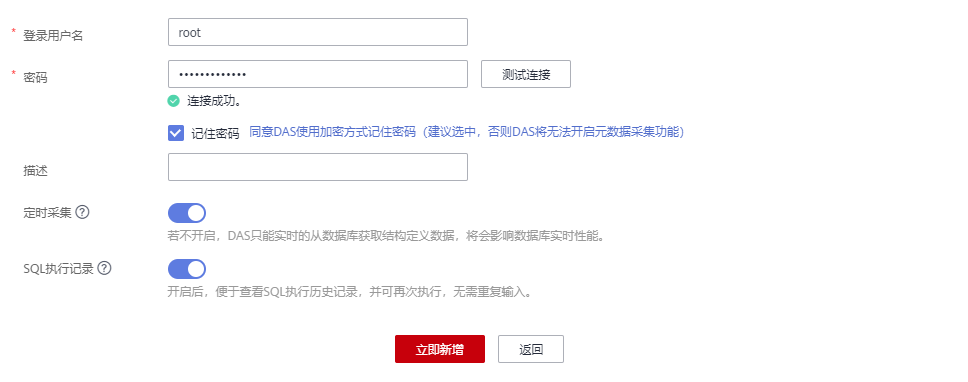 * 登录用户名 root
* 密码 ••••••••••••• 测试连接
连接成功。
记住密码 同意DAS使用加密方式记住密码（建议选中，否则DAS将无法开启元数据采集功能）
描述
定时采集 ?
若不开启，DAS只能实时的从数据库获取结构定义数据，将会影响数据库实时性能。
SQL执行记录 ?
开启后，便于查看SQL执行历史记录，并可再次执行，无需重复输入。
立即新增 返回